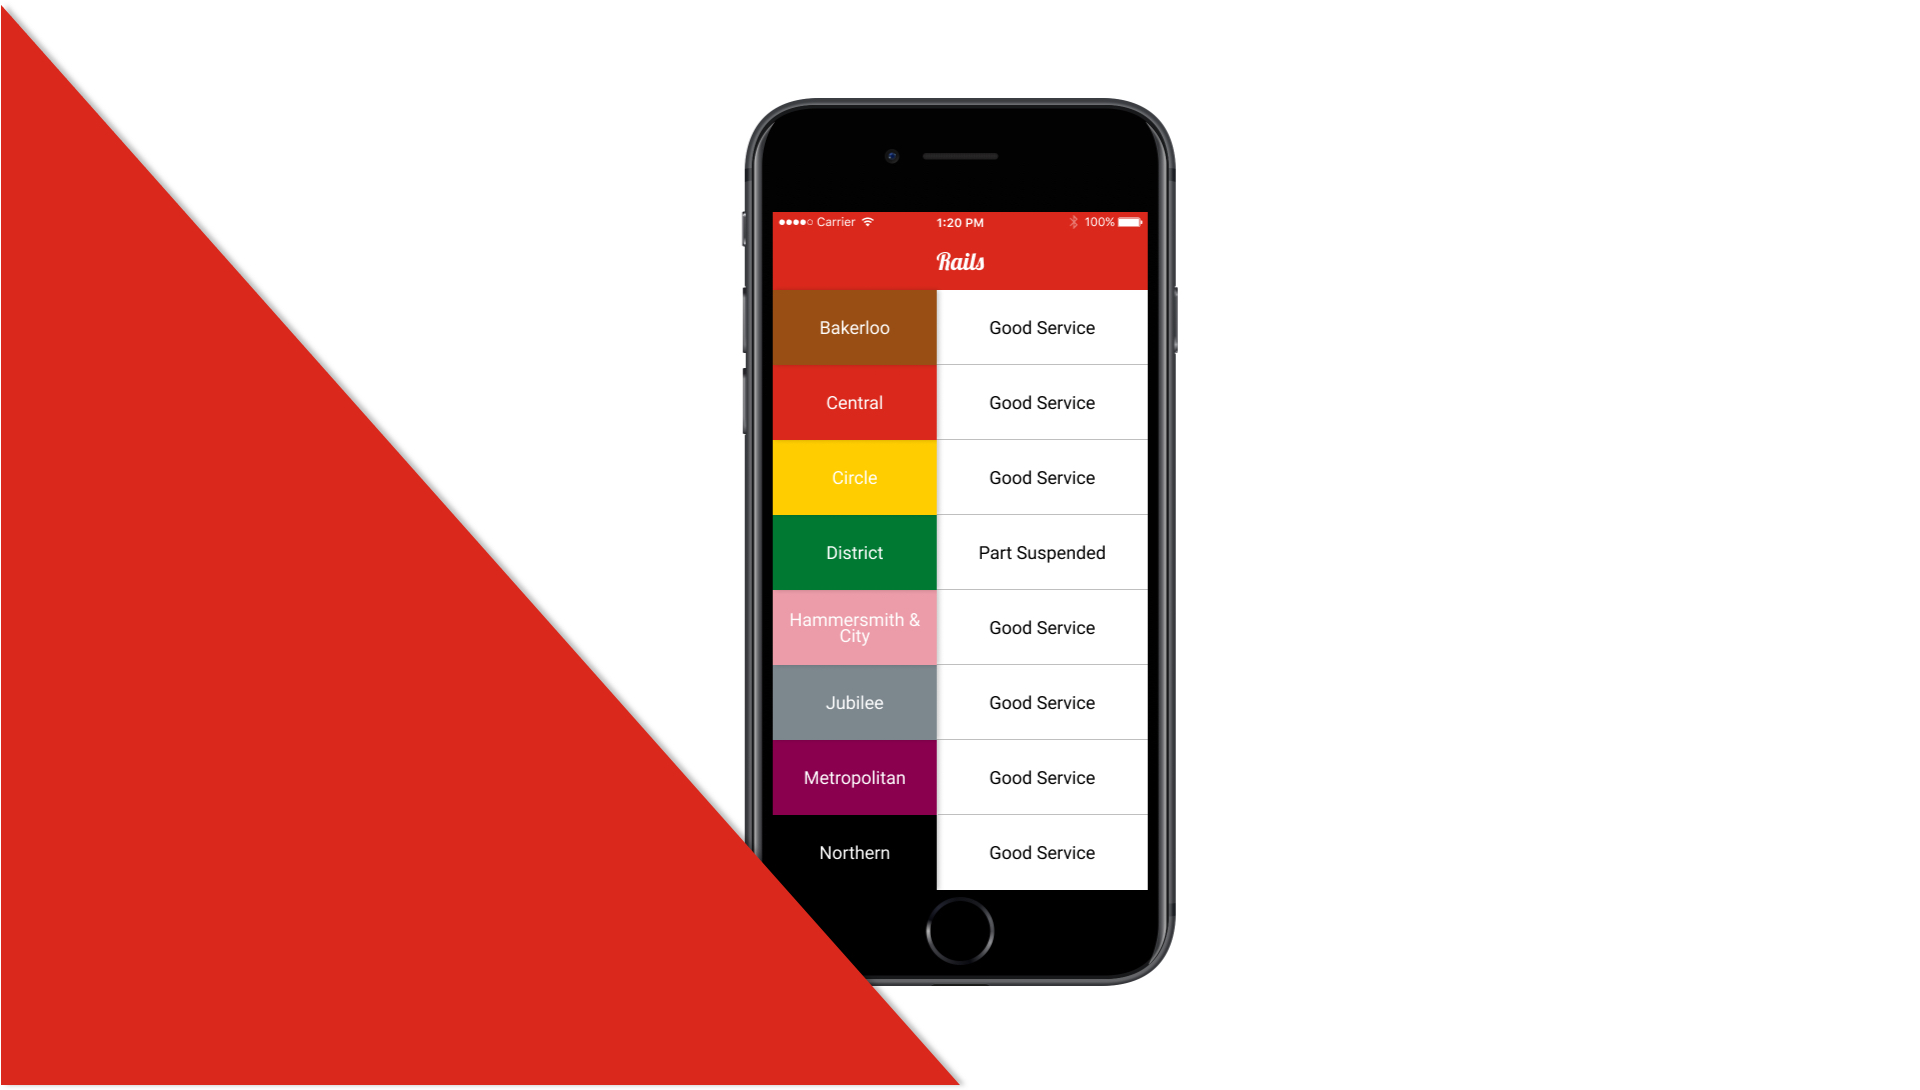 Carrier 1:20 PM 100%
Rails
Bakerloo Good Service
Central Good Service
Circle Good Service
District Part Suspended
Hammersmith &
City Good Service
Jubilee Good Service
Metropolitan Good Service
Northern Good Service